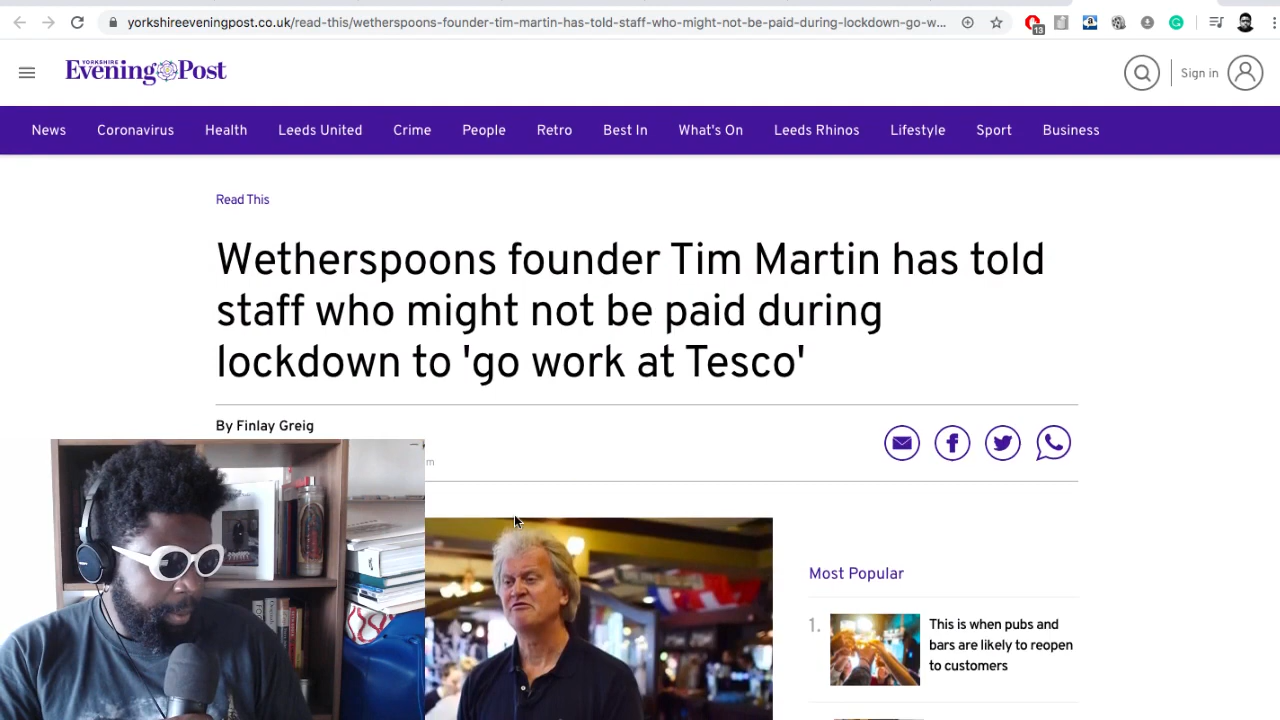 yorkshireeveningpost.co.uk/read-this/wetherspoons-founder-tim-martin-has-told-staff-who-might-not-be-paid-during-lockdown-go-w...
13
YORKSHIRE
Evening Post
Sign in
News Coronavirus Health Leeds United Crime People Retro Best In What's On Leeds Rhinos Lifestyle Sport Business
Read This
Wetherspoons founder Tim Martin has told
staff who might not be paid during
lockdown to 'go work at Tesco'
By Finlay Greig
m
Most Popular
1. This is when pubs and
bars are likely to reopen
to customers